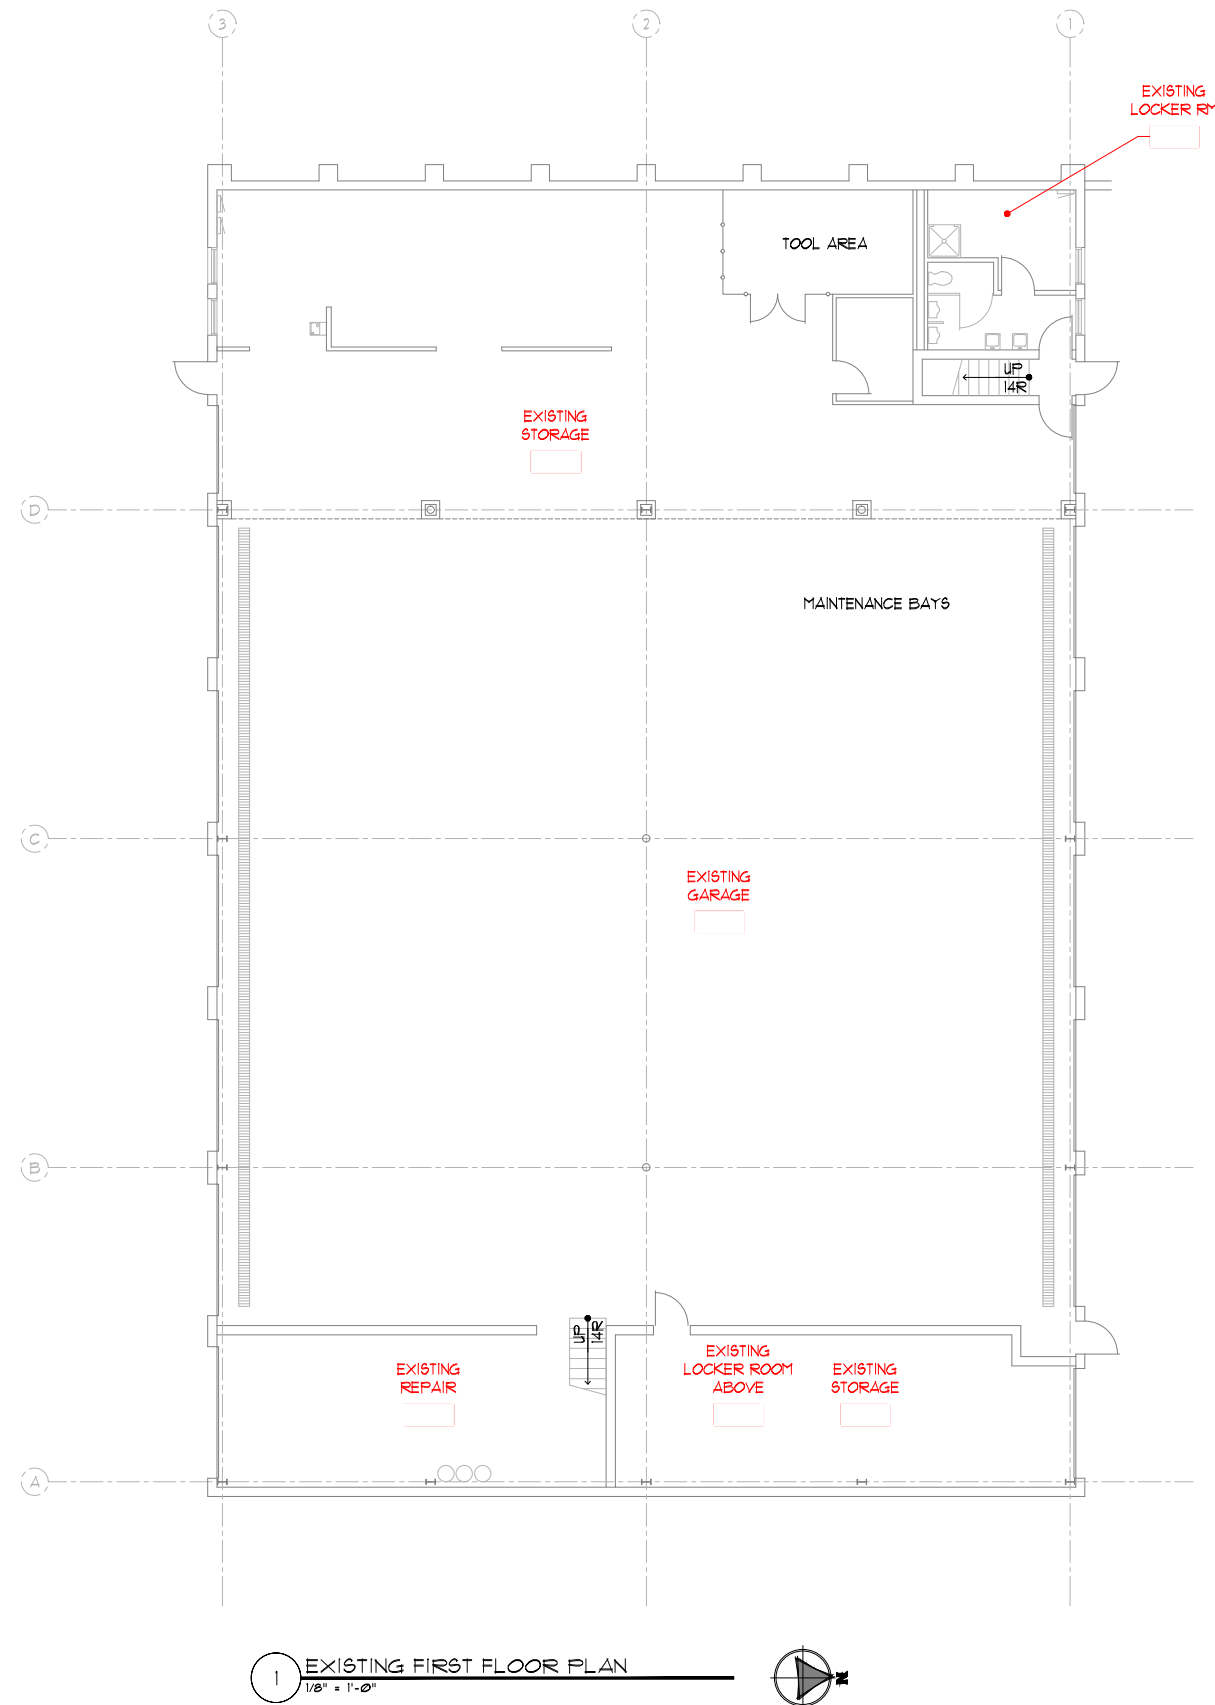 3
2
1
EXISTING
LOCKER RM
TOOL AREA
UP
14R
EXISTING
STORAGE
D
MAINTENANCE BAYS
C
EXISTING
GARAGE
B
UP
14R
EXISTING
REPAIR
EXISTING
LOCKER ROOM
ABOVE
EXISTING
STORAGE
A
1
EXISTING FIRST FLOOR PLAN
1/8" = 1'-0"
N